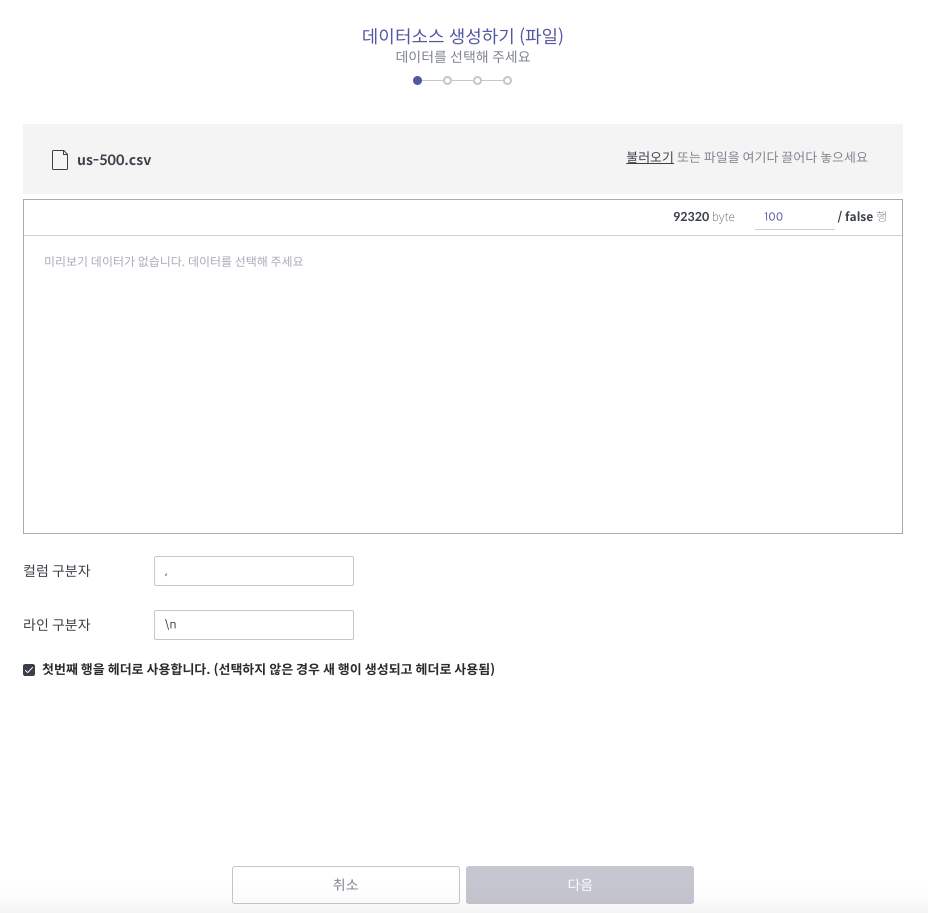 데이터소스 생성하기 (파일)
데이터를 선택해 주세요
us-500.csv
불러오기 또는 파일을 여기다 끌어다 놓으세요
92320 byte 100 / false 행
미리보기 데이터가 없습니다. 데이터를 선택해 주세요
컬럼 구분자 ,
라인 구분자 \n
첫번째 행을 헤더로 사용합니다. (선택하지 않은 경우 새 행이 생성되고 헤더로 사용됨)
취소 다음